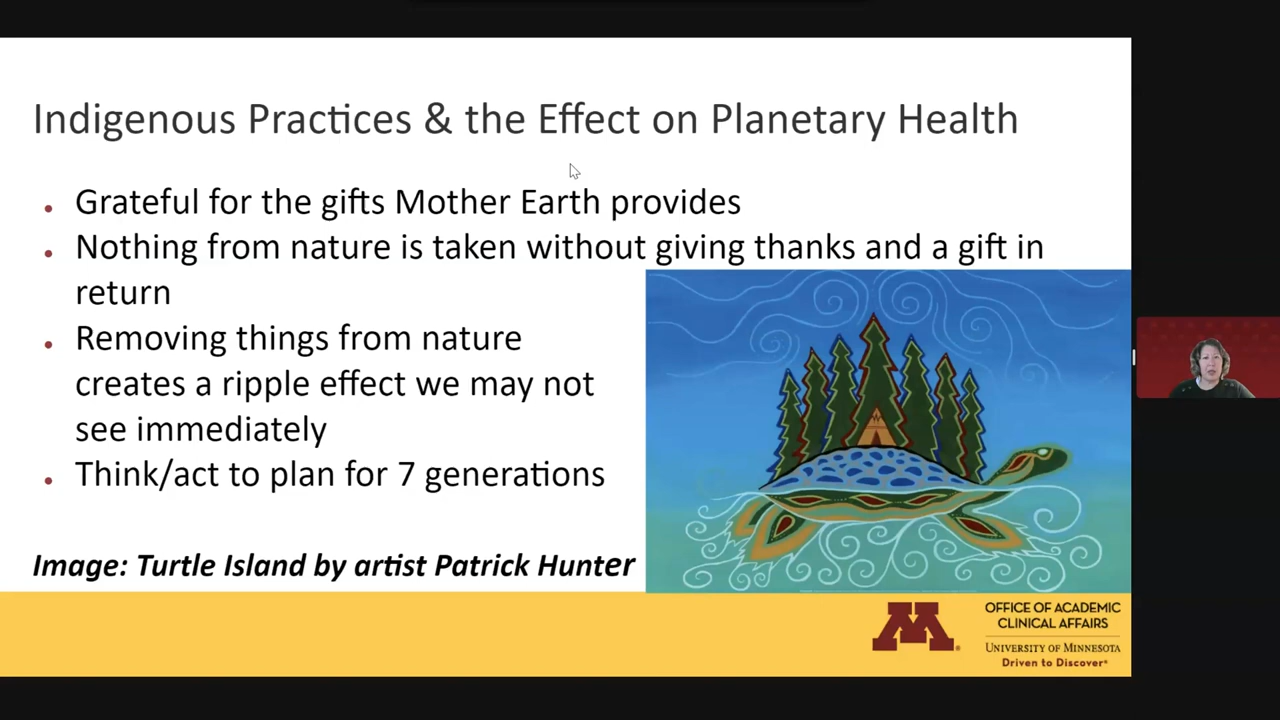 Indigenous Practices & the Effect on Planetary Health
• Grateful for the gifts Mother Earth provides
• Nothing from nature is taken without giving thanks and a gift in
return
• Removing things from nature
creates a ripple effect we may not
see immediately
• Think/act to plan for 7 generations
Image: Turtle Island by artist Patrick Hunter
M
OFFICE OF ACADEMIC
CLINICAL AFFAIRS
UNIVERSITY OF MINNESOTA
Driven to Discover®